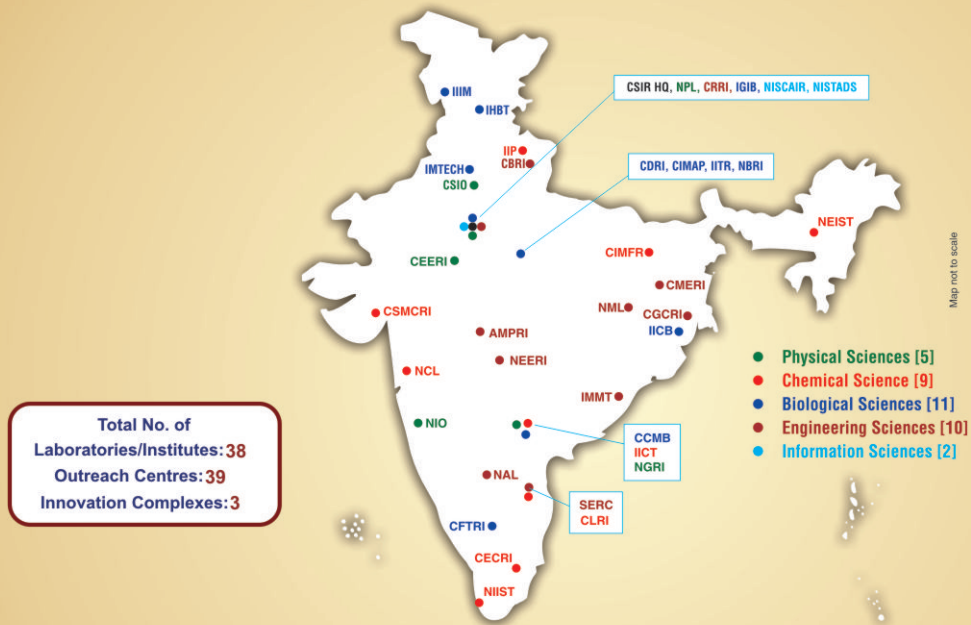 CSIR HQ, NPL, CRRI, IGIB, NISCAIR, NISTADS
IIIM
IHBT
IIP
CBRI
CDRI, CIMAP, IITR, NBRI
IMTECH
CSIO
NEIST
CEERI
CIMFR
Map not to scale
CMERI
CSMCRI
NML
CGCRI
AMPRI
IICB
NEERI
Physical Sciences [5]
NCL
Chemical Science [9]
IMMT
Biological Sciences [11]
NIO
Engineering Sciences [10]
Information Sciences [2]
Total No. of
Laboratories/Institutes: 38
Outreach Centres: 39
Innovation Complexes: 3
CCMB
IICT
NGRI
NAL
SERC
CLRI
CFTRI
CECRI
NIIST